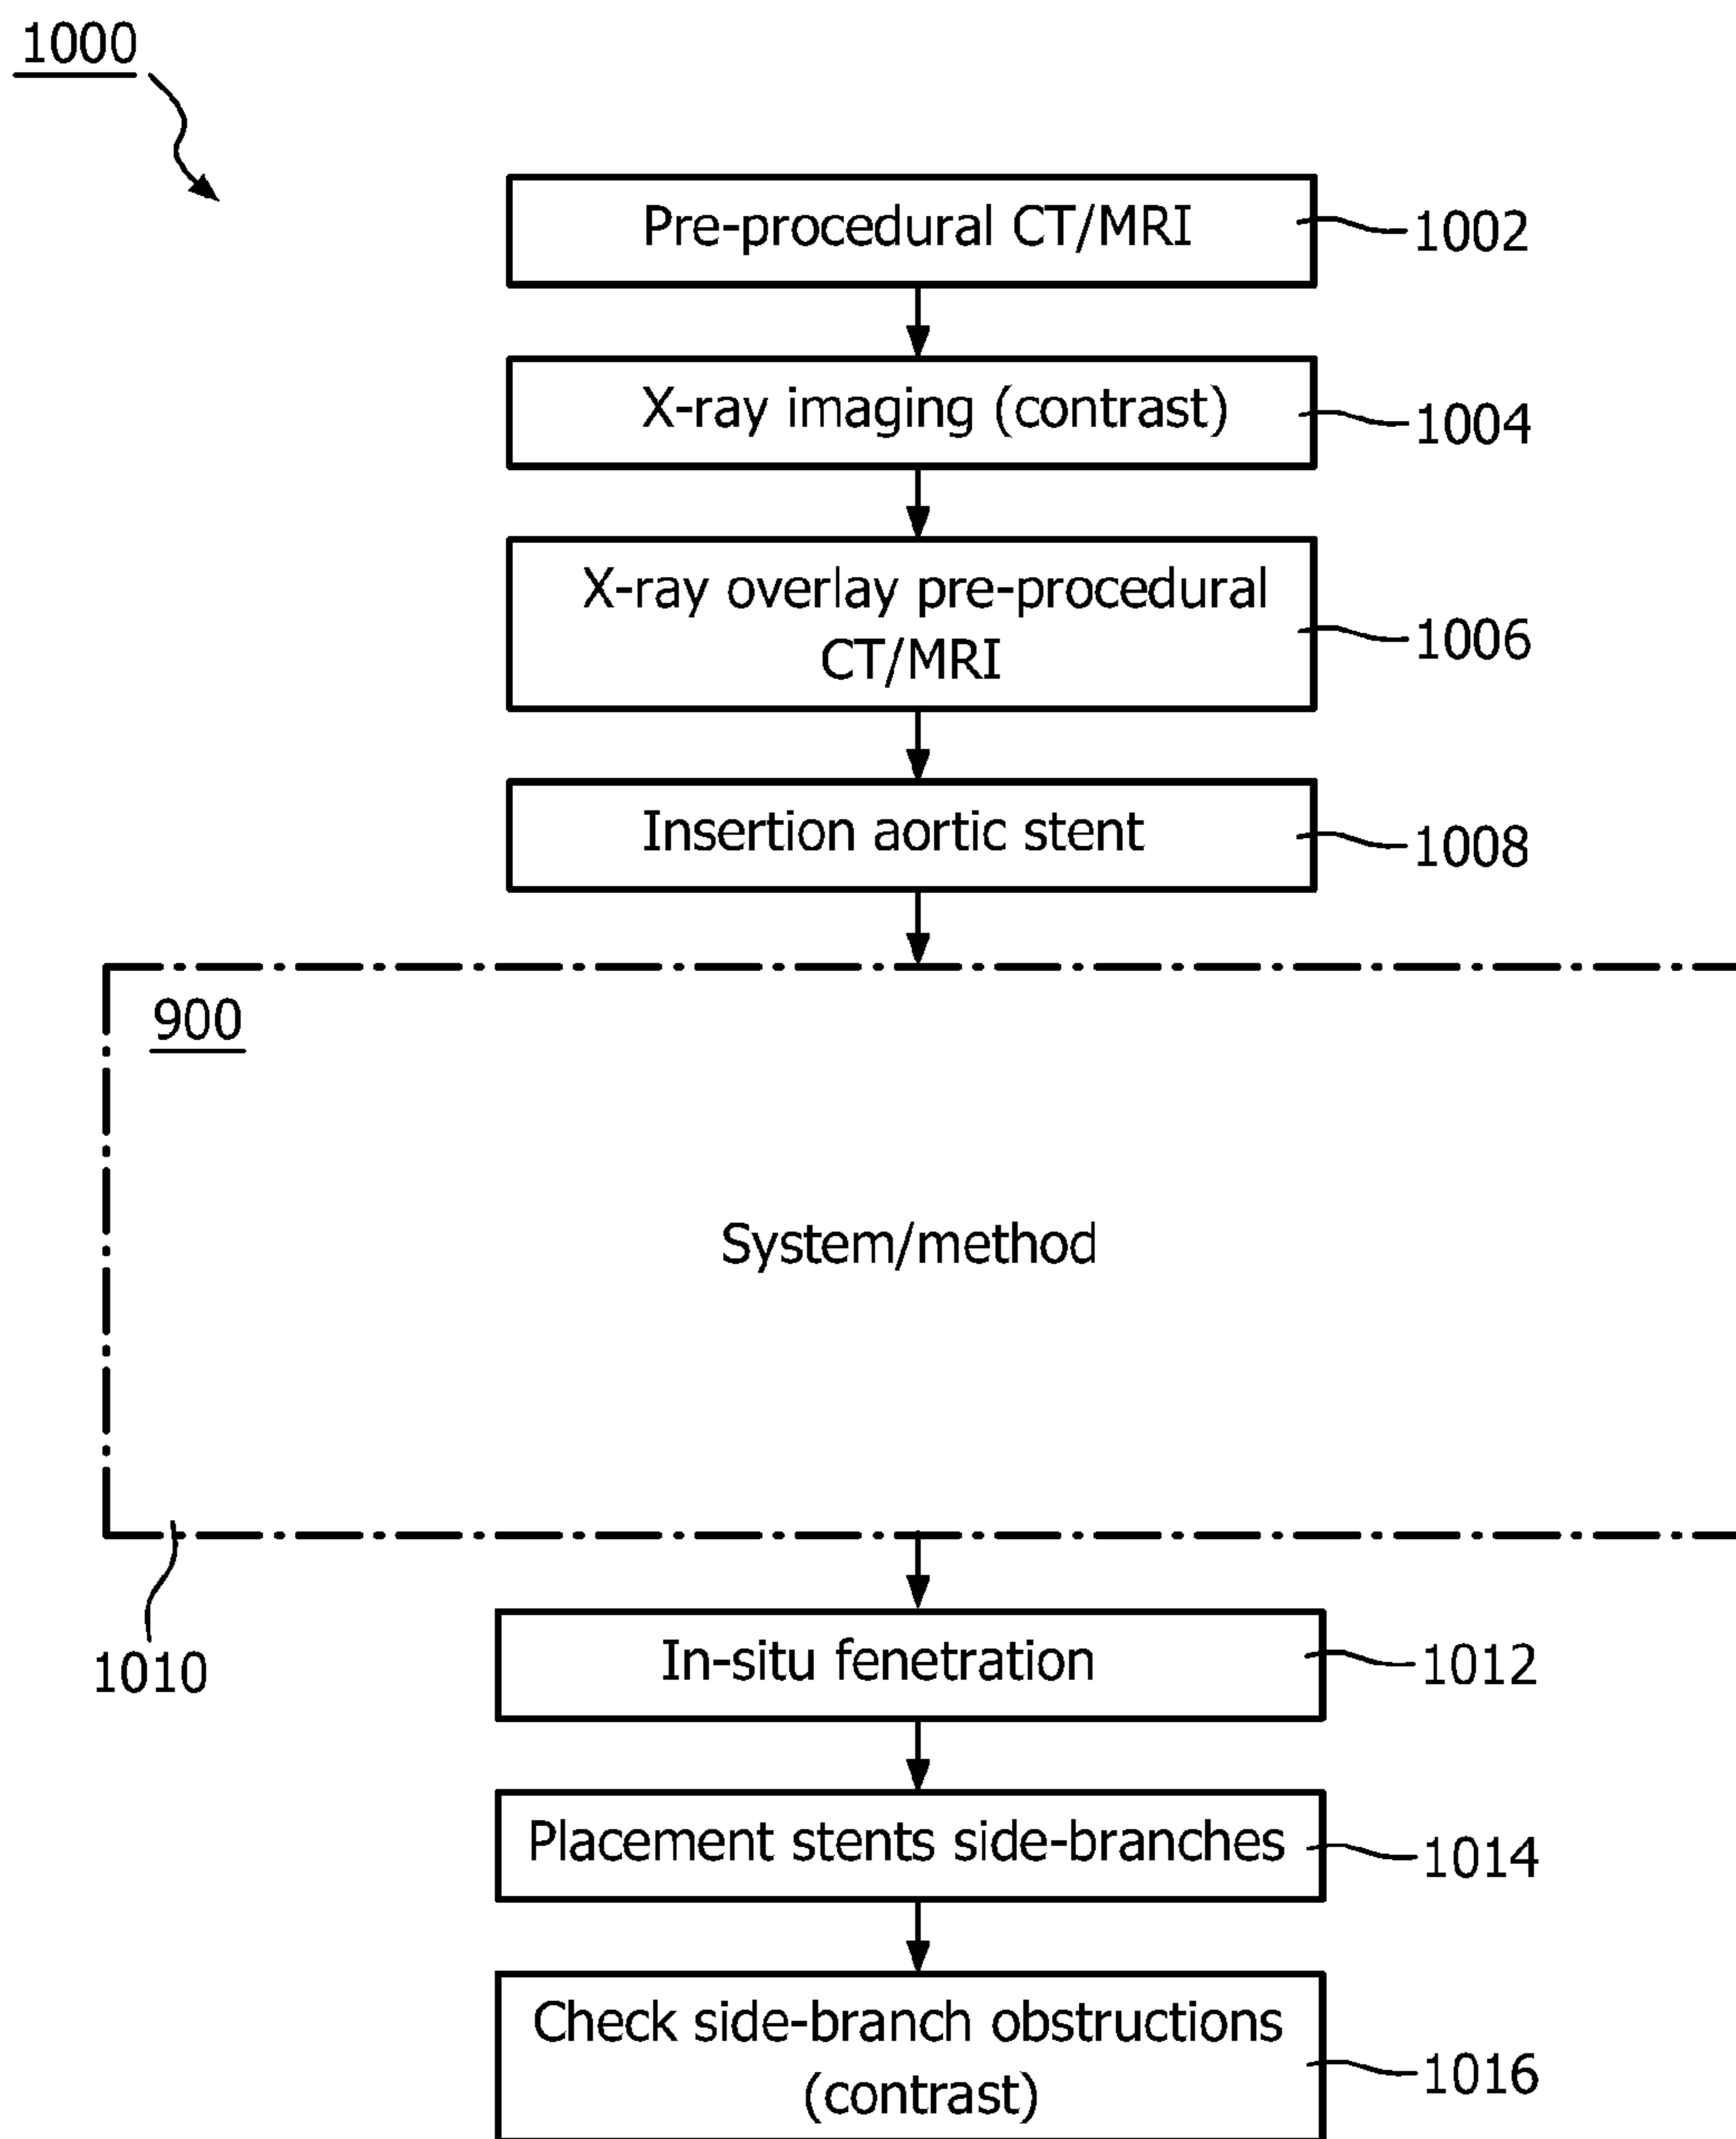 1000
Pre-procedural CT/MRI
1002
X-ray imaging (contrast)
1004
X-ray overlay pre-procedural
CT/MRI
1006
Insertion aortic stent
1008
900
System/method
1010
In-situ fenetration
1012
Placement stents side-branches
1014
Check side-branch obstructions
(contrast)
1016